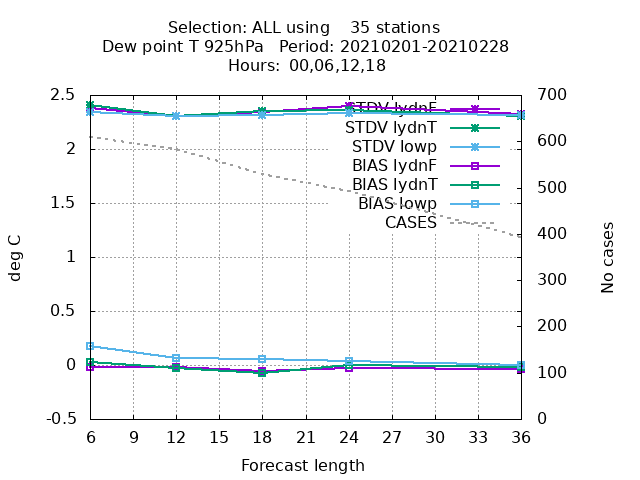 Selection: ALL using    35 stations
Dew point T 925hPa   Period: 20210201-20210228
Hours: 00,06,12,18
2.5
2
1.5
1
0.5
0
-0.5
700
600
500
400
300
200
100
0
STDV lydnF
STDV lydnT
STDV lowp
BIAS lydnF
BIAS lydnT
BIAS lowp
CASES
deg C
No cases
6 12 15 18 21 24 27 30 33 36 9
Forecast length